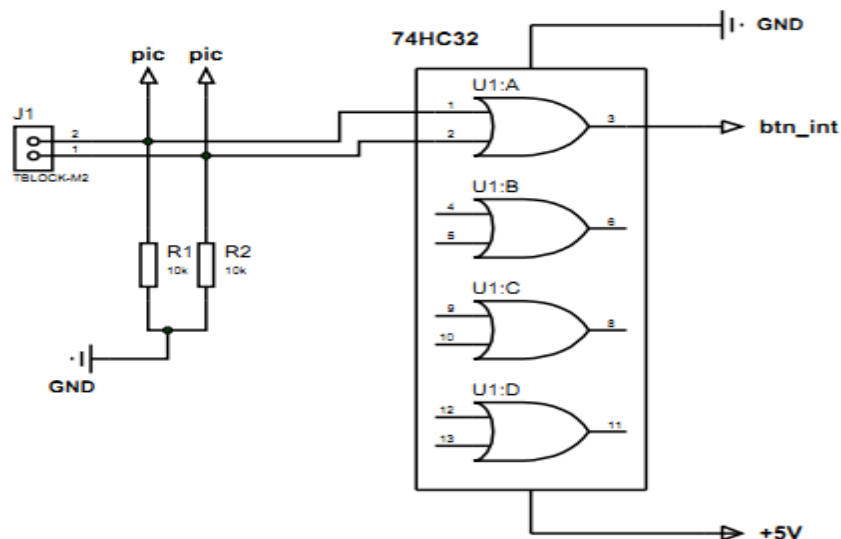 74HC32
GND
pic pic
U1:A
J1
1
3
btn_int
2
2
1
TBLOCK-M2
U1:B
4
6
5
R1 R2
10k 10k
U1:C
9
8
10
GND
U1:D
12
11
13
+5V